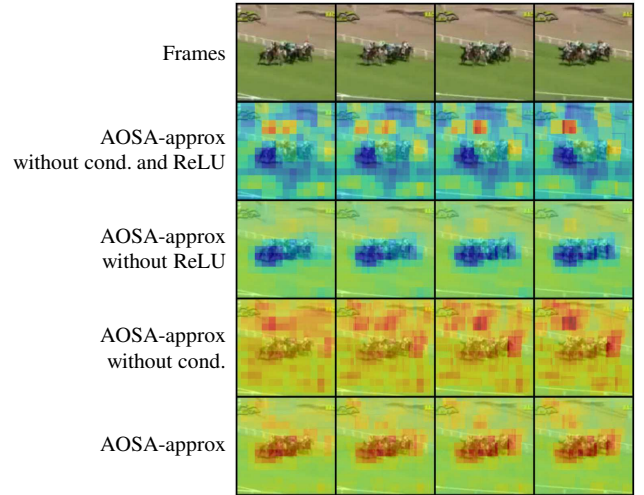 Frames
AOSA-approx
without cond. and ReLU
AOSA-approx
without ReLU
AOSA-approx
without cond.
AOSA-approx